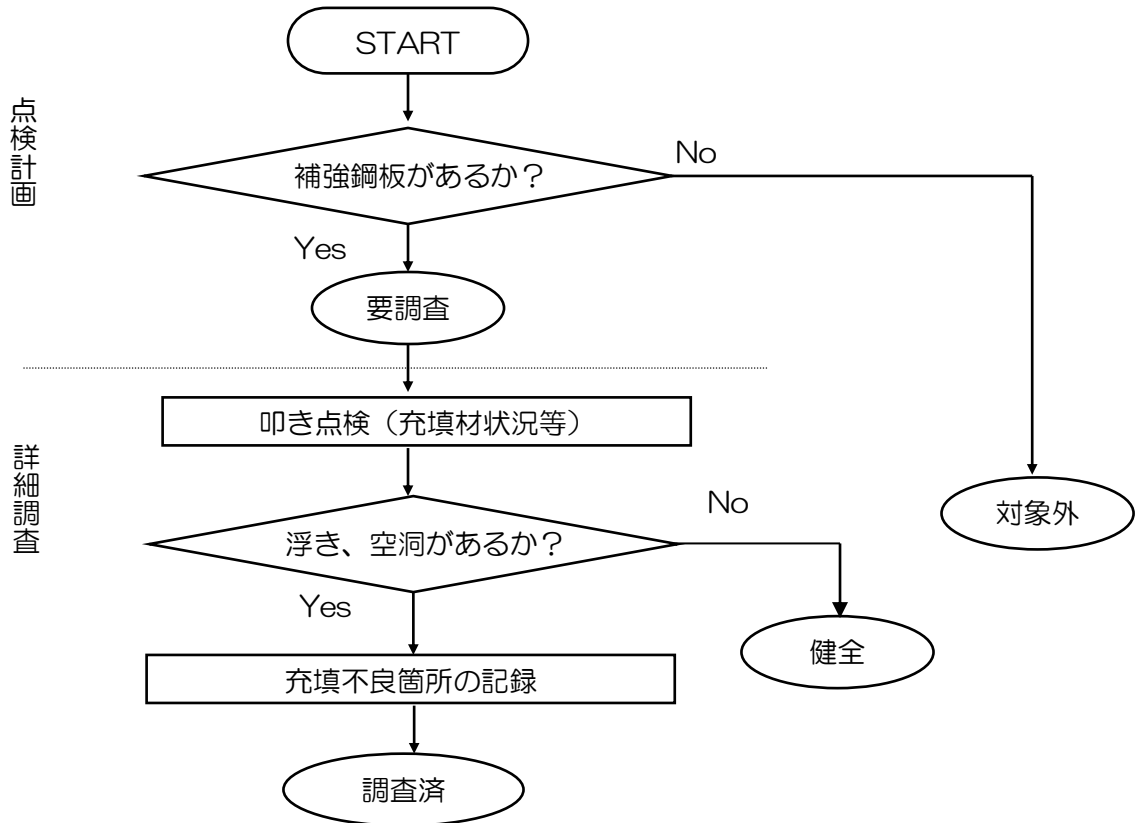 START
点検計画
補強鋼板があるか？
No
Yes
要調査
叩き点検（充填材状況等）
詳細調査
浮き、空洞があるか？
No
対象外
Yes
健全
充填不良箇所の記録
調査済